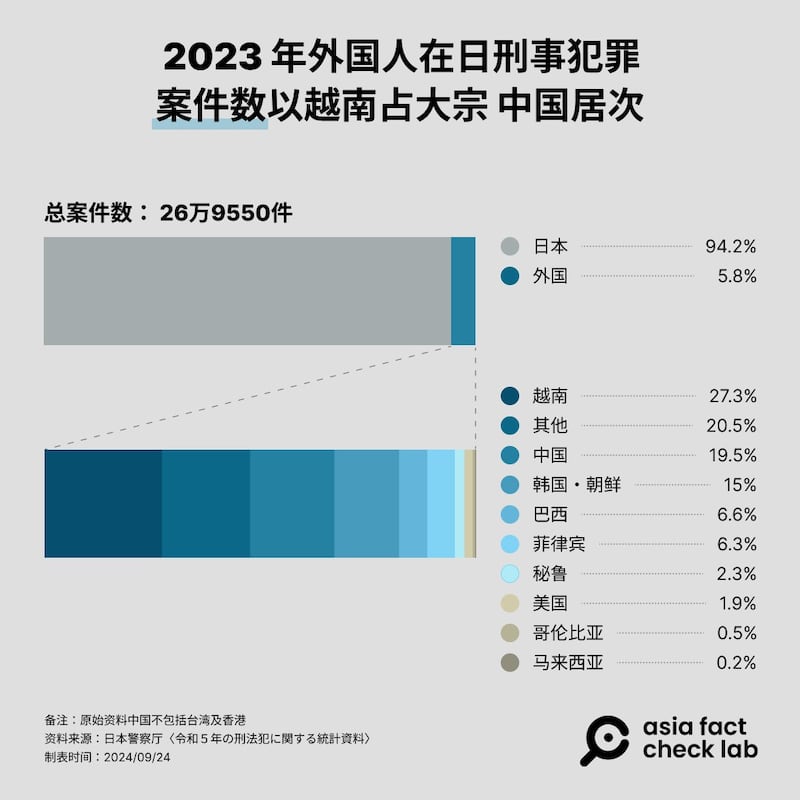 2023 年外国人在日刑事犯罪
案件数以越南占大宗 中国居次
总案件数： 26万9550件
日本 94.2%
外国 5.8%
越南 27.3%
其他 20.5%
中国 19.5%
韩国・朝鲜 15%
巴西 6.6%
菲律宾 6.3%
秘鲁 2.3%
美国 1.9%
哥伦比亚 0.5%
马来西亚 0.2%
备注：原始资料中国不包括台湾及香港
资料来源：日本警察厅〈令和５年の刑法犯に関する統計資料〉
制表时间：2024/09/24
asia fact
check lab